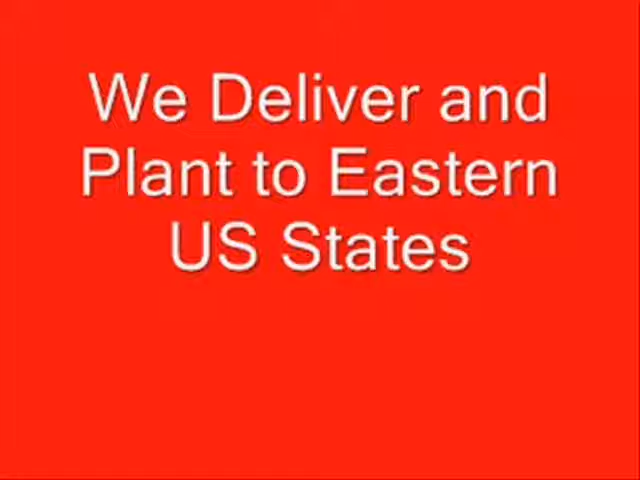 We Deliver and
Plant to Eastern
US States